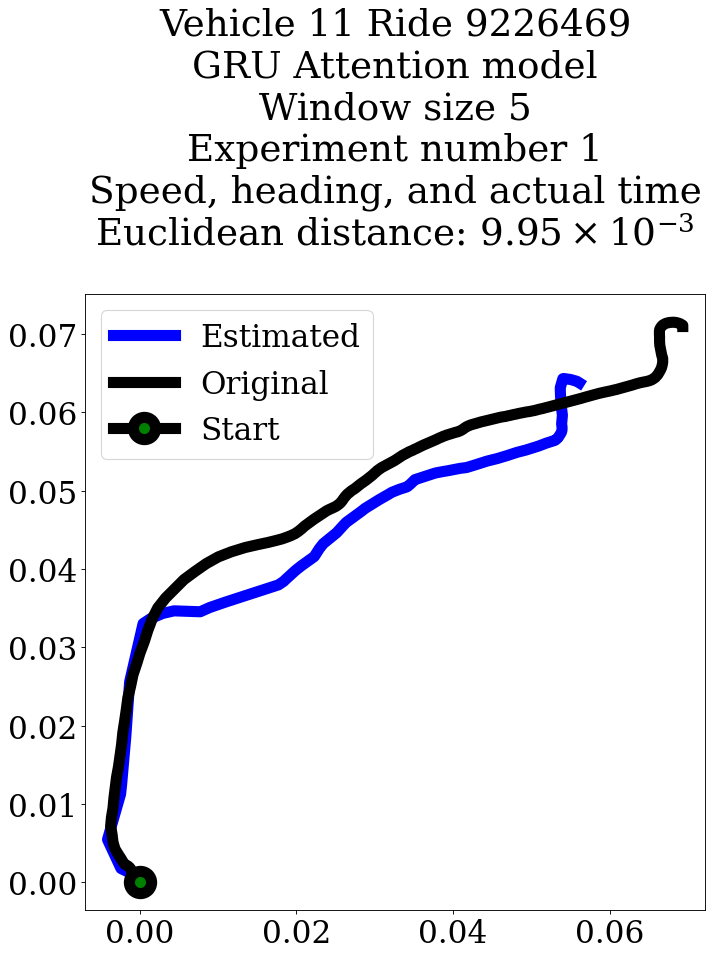 Vehicle 11 Ride 9226469
GRU Attention model
Window size 5
Experiment number 1
Speed, heading, and actual time
Euclidean distance: 9.95 × 10⁻³
Estimated
Original
Start
0.07
0.06
0.05
0.04
0.03
0.02
0.01
0.00
0.00 0.02 0.04 0.06